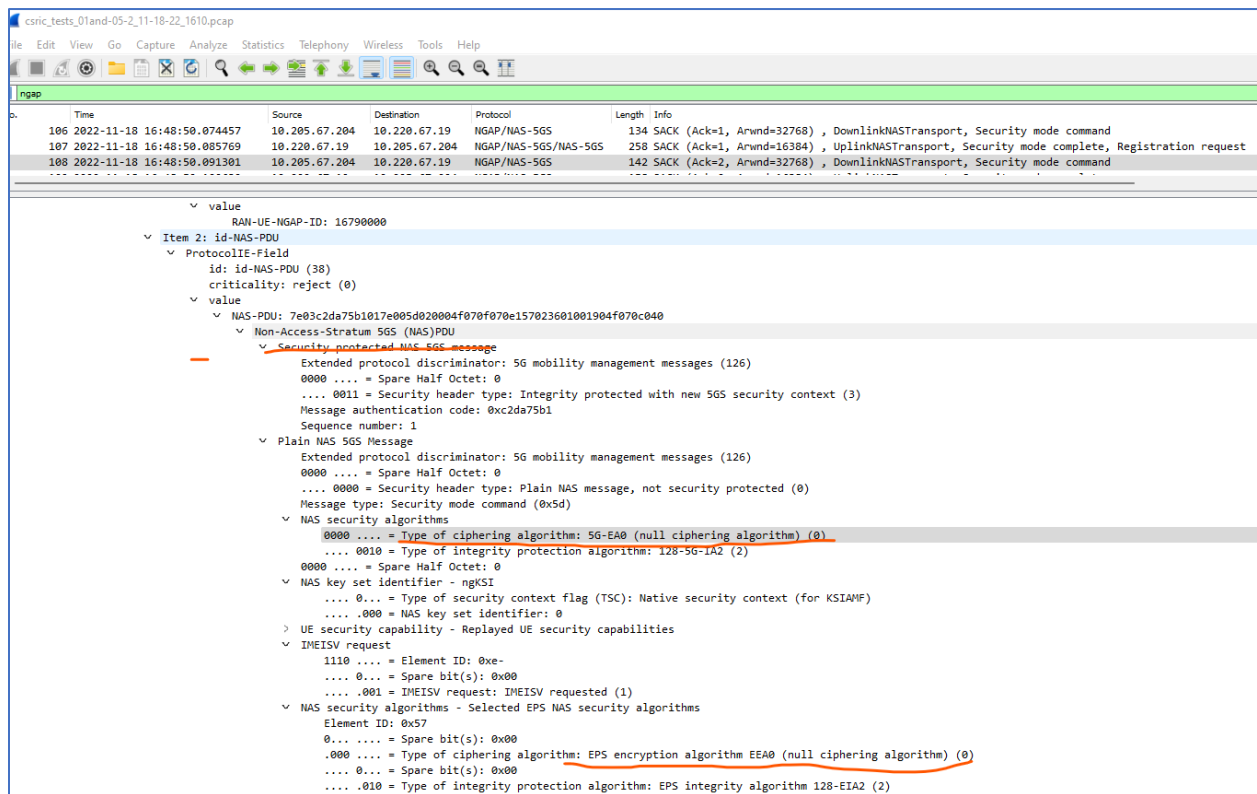 csric_tests_01and-05-2_11-18-22_1610.pcap
ile Edit View Go Capture Analyze Statistics Telephony Wireless Tools Help
ngap
o. Time Source Destination Protocol Length Info
106 2022-11-18 16:48:50.074457 10.205.67.204 10.220.67.19 NGAP/NAS-5GS 134 SACK (Ack=1, Arwnd=32768) , DownlinkNASTransport, Security mode command
107 2022-11-18 16:48:50.085769 10.220.67.19 10.205.67.204 NGAP/NAS-5GS/NAS-5GS 258 SACK (Ack=1, Arwnd=16384) , UplinkNASTransport, Security mode complete, Registration request
108 2022-11-18 16:48:50.091301 10.205.67.204 10.220.67.19 NGAP/NAS-5GS 142 SACK (Ack=2, Arwnd=32768) , DownlinkNASTransport, Security mode command
value
RAN-UE-NGAP-ID: 16790000
Item 2: id-NAS-PDU
ProtocolIE-Field
id: id-NAS-PDU (38)
criticality: reject (0)
value
NAS-PDU: 7e03c2da75b1017e005d020004f070f070e157023601001904f070c040
Non-Access-Stratum 5GS (NAS)PDU
Security protected NAS 5GS message
Extended protocol discriminator: 5G mobility management messages (126)
0000 .... = Spare Half Octet: 0
.... 0011 = Security header type: Integrity protected with new 5GS security context (3)
Message authentication code: 0xc2da75b1
Sequence number: 1
Plain NAS 5GS Message
Extended protocol discriminator: 5G mobility management messages (126)
0000 .... = Spare Half Octet: 0
.... 0000 = Security header type: Plain NAS message, not security protected (0)
Message type: Security mode command (0x5d)
NAS security algorithms
0000 .... = Type of ciphering algorithm: 5G-EA0 (null ciphering algorithm) (0)
.... 0010 = Type of integrity protection algorithm: 128-5G-IA2 (2)
0000 .... = Spare Half Octet: 0
NAS key set identifier - ngKSI
.... 0... = Type of security context flag (TSC): Native security context (for KSIAMF)
.... .000 = NAS key set identifier: 0
> UE security capability - Replayed UE security capabilities
IMEISV request
1110 .... = Element ID: 0xe-
.... 0... = Spare bit(s): 0x00
.... .001 = IMEISV request: IMEISV requested (1)
NAS security algorithms - Selected EPS NAS security algorithms
Element ID: 0x57
0... .... = Spare bit(s): 0x00
.000 .... = Type of ciphering algorithm: EPS encryption algorithm EEA0 (null ciphering algorithm) (0)
.... 0... = Spare bit(s): 0x00
.... .010 = Type of integrity protection algorithm: EPS integrity algorithm 128-EIA2 (2)